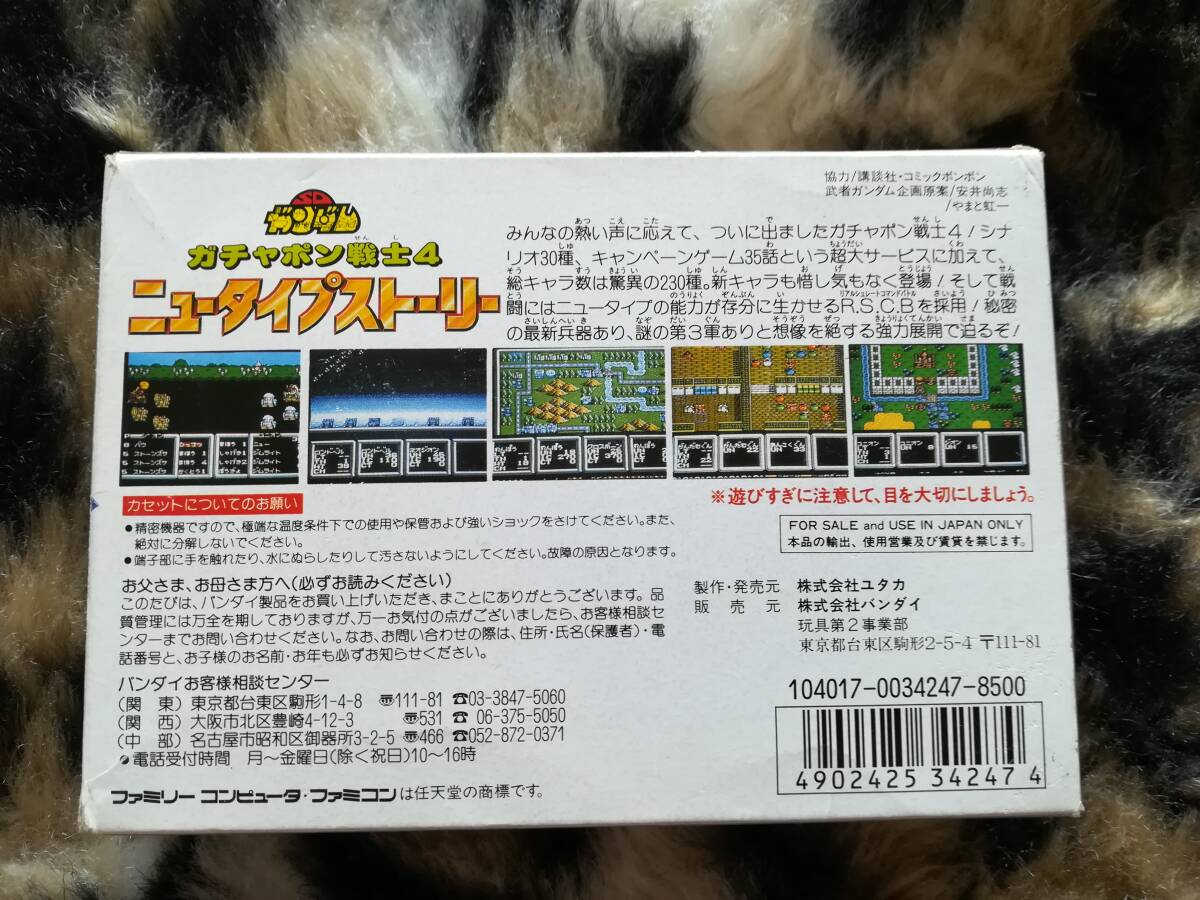 協力/講談社・コミックボンボン
武者ガンダム企画原案/安井尚志
/やまと虹一
SD
ガンダム
ガチャポン戦士4
ニュータイプストーリー
みんなの熱い声に応えて、ついに出ましたガチャポン戦士4!シナ
リオ30種、キャンペーンゲーム35話という超大サービスに加えて、
総キャラ数は驚異の230種。新キャラも惜し気もなく登場!そして戦
闘にはニュータイプの能力が存分に生かせるR.S.C.B.を採用!秘密
の最新兵器あり、謎の第3軍ありと想像を絶する強力展開で迫るぞ!
カセットについてのお願い
●精密機器ですので、極端な温度条件下での使用や保管および強いショックをさけてください。また、
絶対に分解しないでください。
●端子部に手を触れたり、水にぬらしたりして汚さないようにしてください。故障の原因となります。
※遊びすぎに注意して、目を大切にしましょう。
FOR SALE and USE IN JAPAN ONLY
本品の輸出、使用営業及び賃貸を禁じます。
お父さま、お母さま方へ(必ずお読みください)
このたびは、バンダイ製品をお買い上げいただき、まことにありがとうございます。品
質管理には万全を期しておりますが、万一お気付の点がございましたら、お客様相談セ
ンターまでお問い合わせください。なお、お問い合わせの際は、住所・氏名(保護者)・電
話番号と、お子様のお名前・お年も必ずお知らせください。
バンダイお客様相談センター
(関 東) 東京都台東区駒形1-4-8 〠111-81 ☎03-3847-5060
(関 西) 大阪市北区豊崎4-12-3 〠531 ☎06-375-5050
(中 部) 名古屋市昭和区御器所3-2-5 〠466 ☎052-872-0371
●電話受付時間 月〜金曜日(除く祝日)10〜16時
ファミリーコンピュータ・ファミコンは任天堂の商標です。
製作・発売元 株式会社ユタカ
販売元 株式会社バンダイ
玩具第2事業部
東京都台東区駒形2-5-4 〒111-81
104017-0034247-8500
4902425 342474